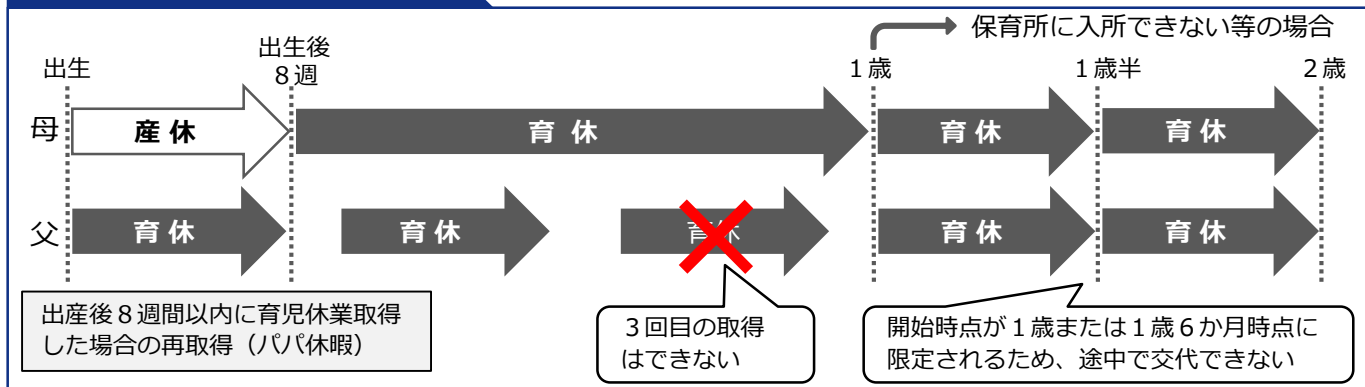 保育所に入所できない等の場合
出生
出生後
８週
１歳
１歳半
２歳
母
産 休
育 休
育 休
育 休
父
育 休
育 休
育休
育 休
育 休
出産後８週間以内に育児休業取得
した場合の再取得（パパ休暇）
３回目の取得
はできない
開始時点が１歳または１歳６か月時点に
限定されるため、途中で交代できない